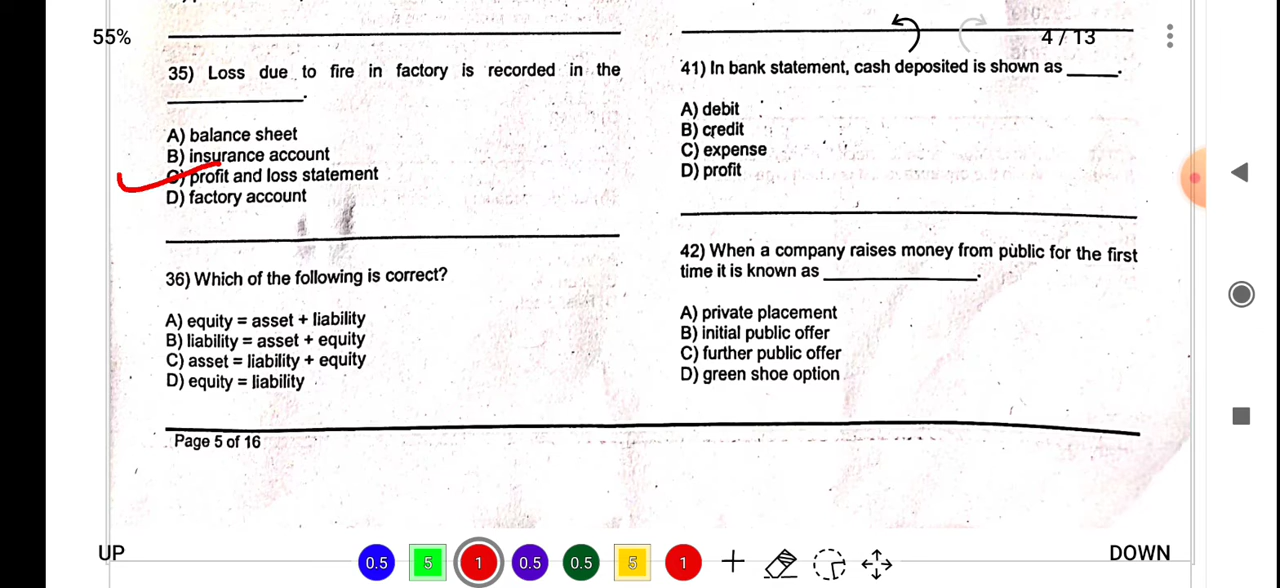 55%
4 / 13
35) Loss due to fire in factory is recorded in the
____________.
A) balance sheet
B) insurance account
C) profit and loss statement
D) factory account
36) Which of the following is correct?
A) equity = asset + liability
B) liability = asset + equity
C) asset = liability + equity
D) equity = liability
Page 5 of 16
41) In bank statement, cash deposited is shown as _____.
A) debit
B) credit
C) expense
D) profit
42) When a company raises money from public for the first
time it is known as ______________.
A) private placement
B) initial public offer
C) further public offer
D) green shoe option
UP
0.5
5
1
0.5
0.5
5
1
DOWN